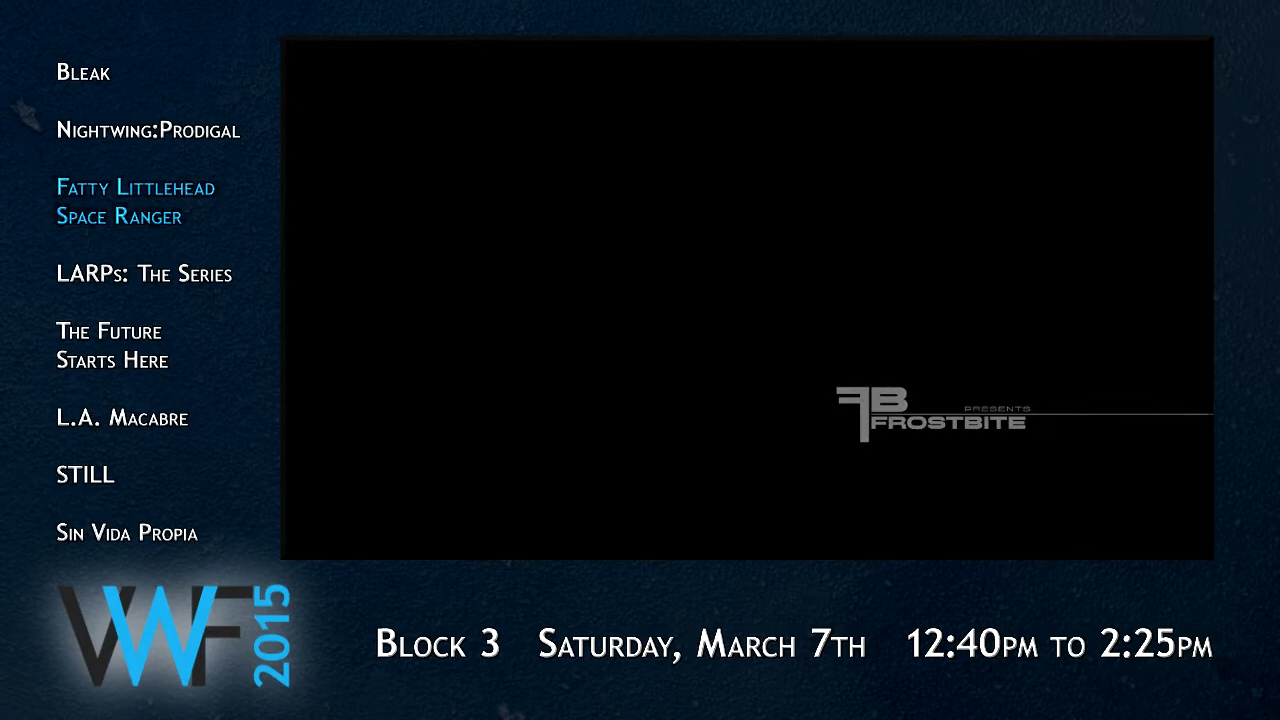 Bleak
Nightwing:Prodigal
Fatty Littlehead
Space Ranger
LARPs: The Series
The Future
Starts Here
L.A. Macabre
STILL
Sin Vida Propia
FB
PRESENTS
FROSTBITE
VWF 2015
Block 3 Saturday, March 7th 12:40pm to 2:25pm